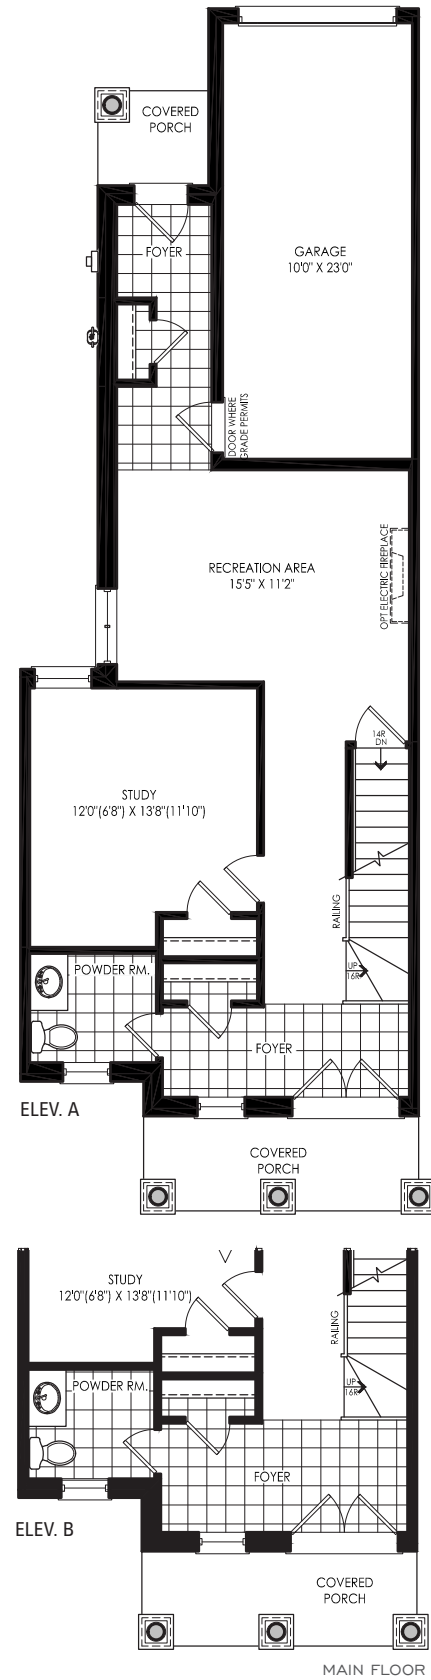 COVERED
PORCH
FOYER
GARAGE
10'0" X 23'0"
DOOR WHERE
GRADE PERMITS
RECREATION AREA
15'5" X 11'2"
OPT ELECTRIC FIREPLACE
14R
DN
STUDY
12'0"(6'8") X 13'8"(11'10")
RAILING
POWDER RM.
UP
16R
FOYER
ELEV. A
COVERED
PORCH
STUDY
12'0"(6'8") X 13'8"(11'10")
RAILING
POWDER RM.
UP
16R
FOYER
ELEV. B
COVERED
PORCH
MAIN FLOOR